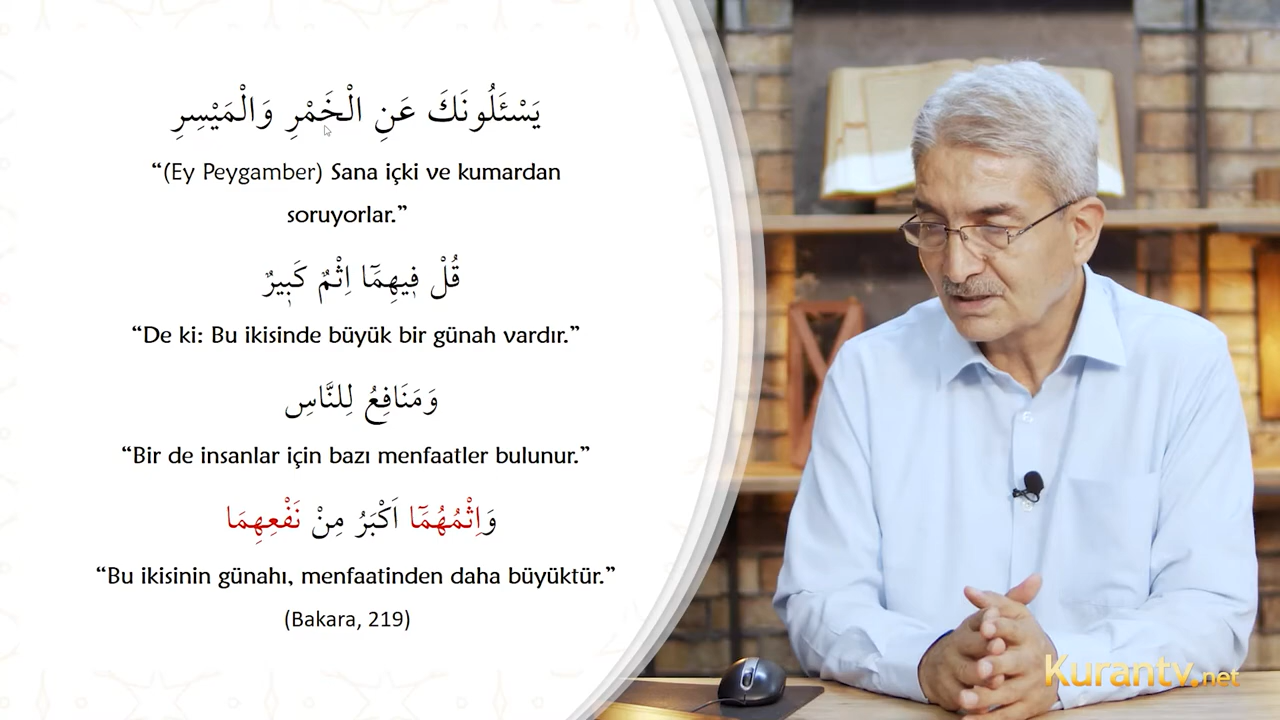 يَسْـَٔلُونَكَ عَنِ الْخَمْرِ وَالْمَيْسِرِ
“(Ey Peygamber) Sana içki ve kumardan
soruyorlar.”
قُلْ ف۪يهِمَٓا اِثْمٌ كَب۪يرٌ
“De ki: Bu ikisinde büyük bir günah vardır.”
وَمَنَافِعُ لِلنَّاسِ
“Bir de insanlar için bazı menfaatler bulunur.”
وَاِثْمُهُمَٓا اَكْبَرُ مِنْ نَفْعِهِمَا
“Bu ikisinin günahı, menfaatinden daha büyüktür.”
(Bakara, 219)
Kurantv.net